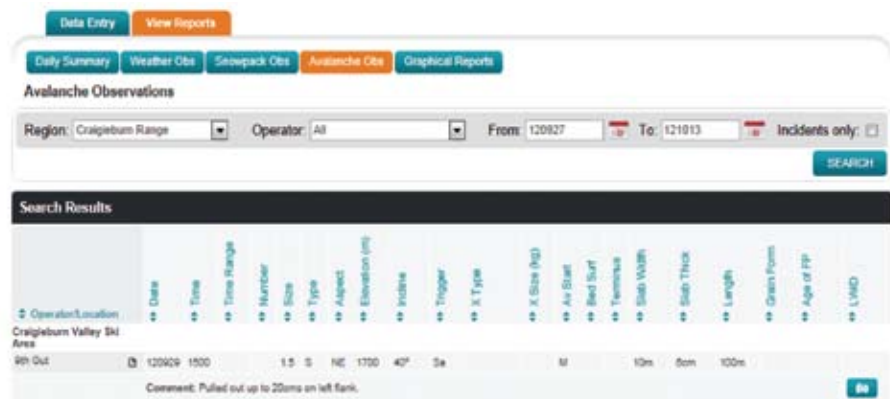 Data Entry View Reports
Daily Summary Weather Obs Snowpack Obs Avalanche Obs Graphical Reports
Avalanche Observations
Region: Craigieburn Range Operator: All From: 120927 To: 121013 Incidents only:
SEARCH
Search Results
Operator/Location Date Time Time Range Number Size Type Aspect Elevation (m) Incline Trigger X Type X Size (kg) Av Start Bed Surf Terminus Slab Width Slab Thick Length Grain Form Age of FP LWD
Craigieburn Valley Ski
Area
9th Gut 120929 1500 1.5 S NE 1700 40° Sa M 10m 5cm 100m
Comment: Pulled out up to 20cms on left flank.